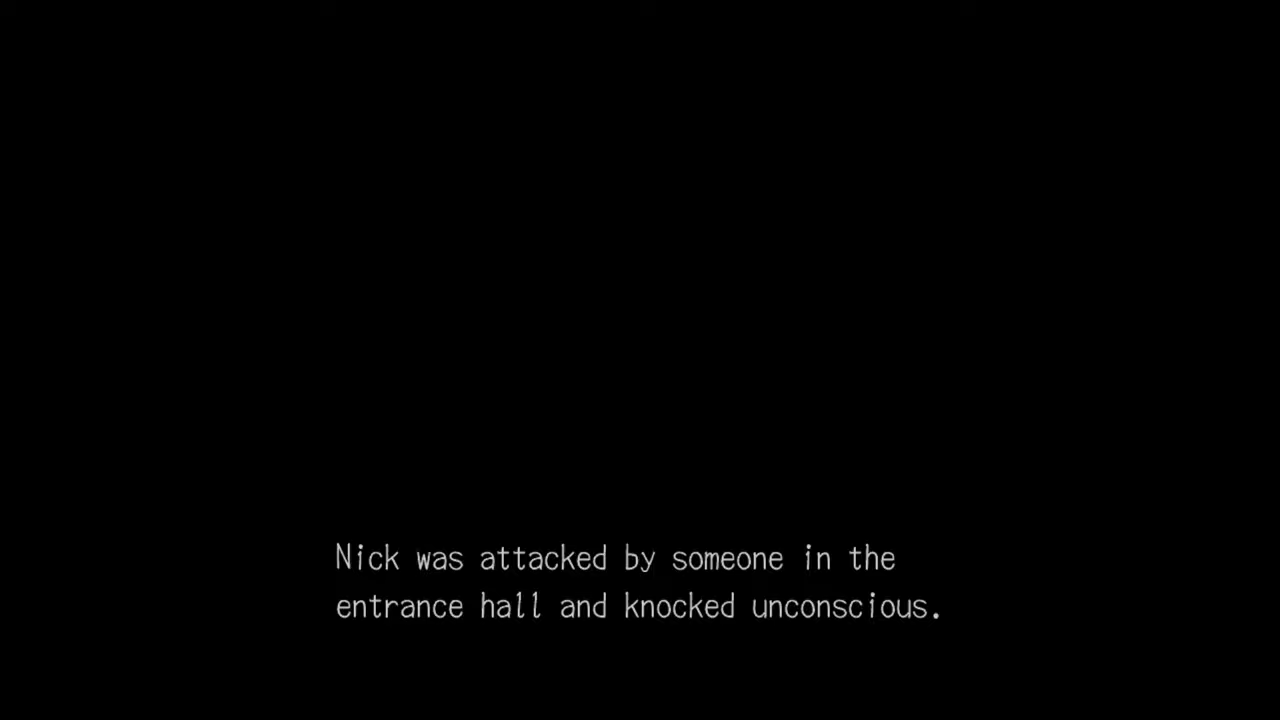 Nick was attacked by someone in the
entrance hall and knocked unconscious.